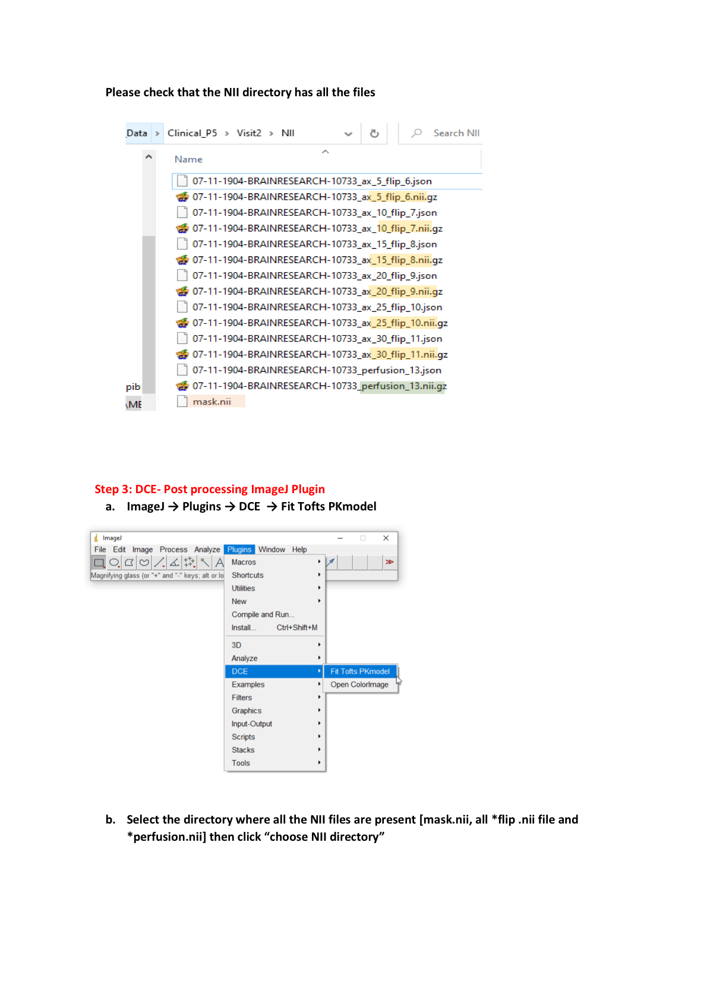 Please check that the NII directory has all the files
_Data > Clinical_P5 > Visit2 > NII Search NII
Name
07-11-1904-BRAINRESEARCH-10733_ax_5_flip_6.json
07-11-1904-BRAINRESEARCH-10733_ax_5_flip_6.nii.gz
07-11-1904-BRAINRESEARCH-10733_ax_10_flip_7.json
07-11-1904-BRAINRESEARCH-10733_ax_10_flip_7.nii.gz
07-11-1904-BRAINRESEARCH-10733_ax_15_flip_8.json
07-11-1904-BRAINRESEARCH-10733_ax_15_flip_8.nii.gz
07-11-1904-BRAINRESEARCH-10733_ax_20_flip_9.json
07-11-1904-BRAINRESEARCH-10733_ax_20_flip_9.nii.gz
07-11-1904-BRAINRESEARCH-10733_ax_25_flip_10.json
07-11-1904-BRAINRESEARCH-10733_ax_25_flip_10.nii.gz
07-11-1904-BRAINRESEARCH-10733_ax_30_flip_11.json
07-11-1904-BRAINRESEARCH-10733_ax_30_flip_11.nii.gz
07-11-1904-BRAINRESEARCH-10733_perfusion_13.json
pib 07-11-1904-BRAINRESEARCH-10733_perfusion_13.nii.gz
\ME mask.nii
Step 3: DCE- Post processing ImageJ Plugin
a. ImageJ → Plugins → DCE → Fit Tofts PKmodel
ImageJ
File Edit Image Process Analyze Plugins Window Help
A Macros
Magnifying glass (or "+" and "-" keys; alt or lo Shortcuts
Utilities
New
Compile and Run...
Install... Ctrl+Shift+M
3D
Analyze
DCE Fit Tofts PKmodel
Examples Open ColorImage
Filters
Graphics
Input-Output
Scripts
Stacks
Tools
b. Select the directory where all the NII files are present [mask.nii, all *flip .nii file and
*perfusion.nii] then click “choose NII directory”